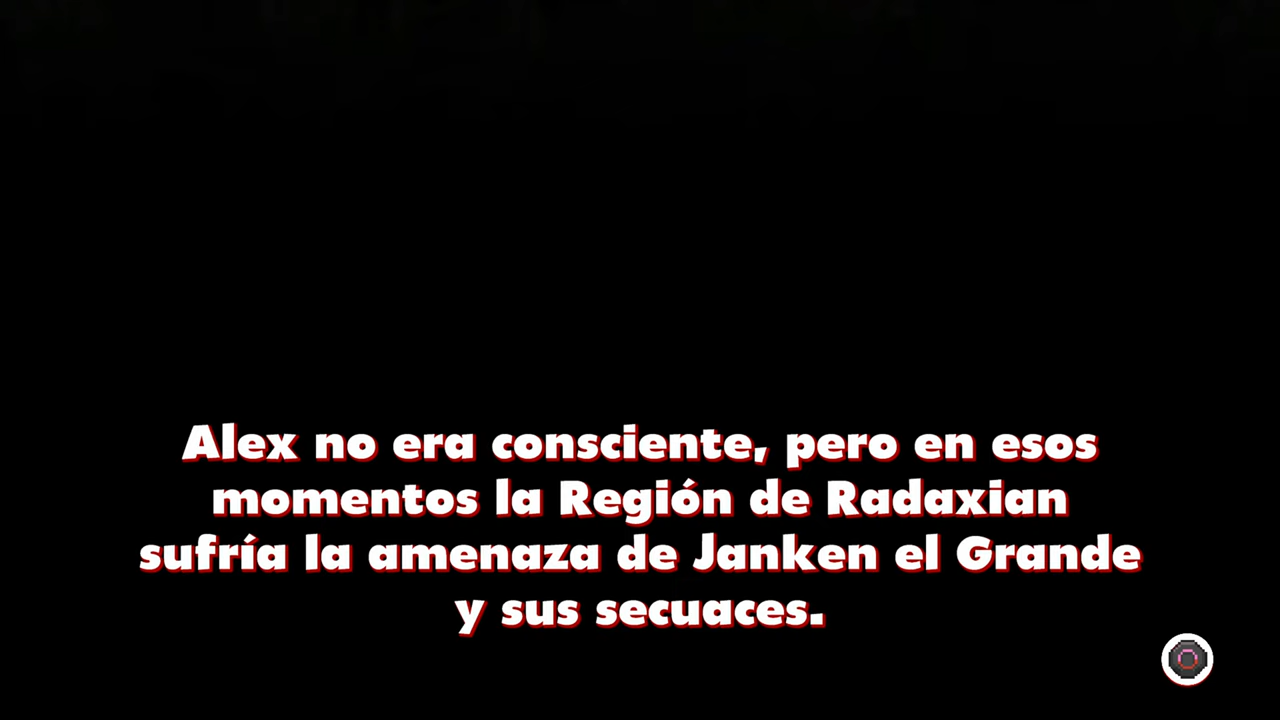 Alex no era consciente, pero en esos
momentos la Región de Radaxian
sufría la amenaza de Janken el Grande
y sus secuaces.